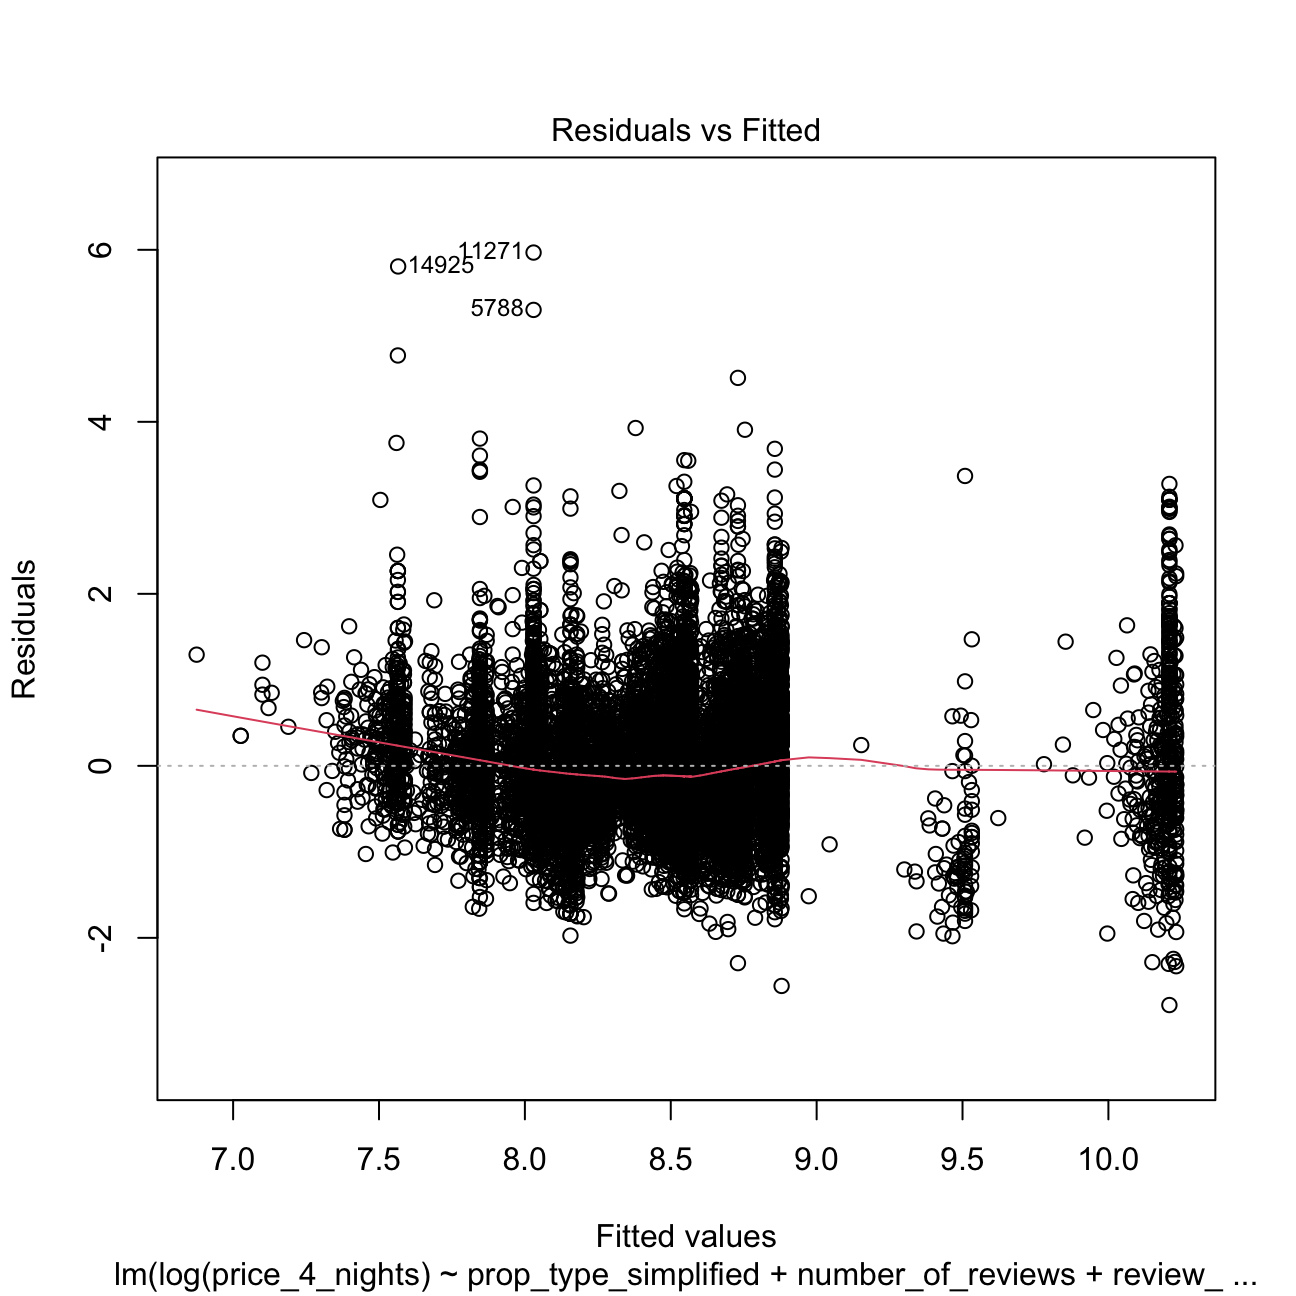 Residuals vs Fitted
Residuals
6
4
2
0
-2
11271
14925
5788
7.0 7.5 8.0 8.5 9.0 9.5 10.0
Fitted values
lm(log(price_4_nights) ~ prop_type_simplified + number_of_reviews + review_ ...